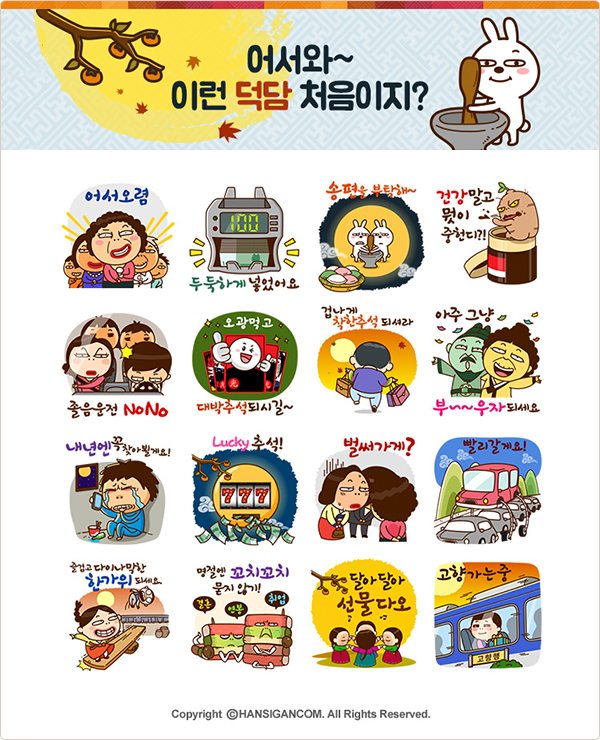 어서와~
이런 덕담 처음이지?
어서오렴
100
두둑하게 넣었어요
송편을 부탁해~
건강말고
뭣이
중헌디?!
졸음운전 NoNo
오광먹고
대박추석되시길~
겁나게
착한추석 되셔라
아주 그냥
부~~우자되세요
내년엔 꼭 찾아뵐게요!
Lucky 추석!
777
벌써가게?
빨리갈게요!
즐겁고 다이나믹한
한가위되세요
명절엔 꼬치꼬치
묻지 않기!
결혼 연봉 취업
달아달아
선물다오
고향가는중
고향행
Copyright ⓒHANSIGANCOM. All Rights Reserved.